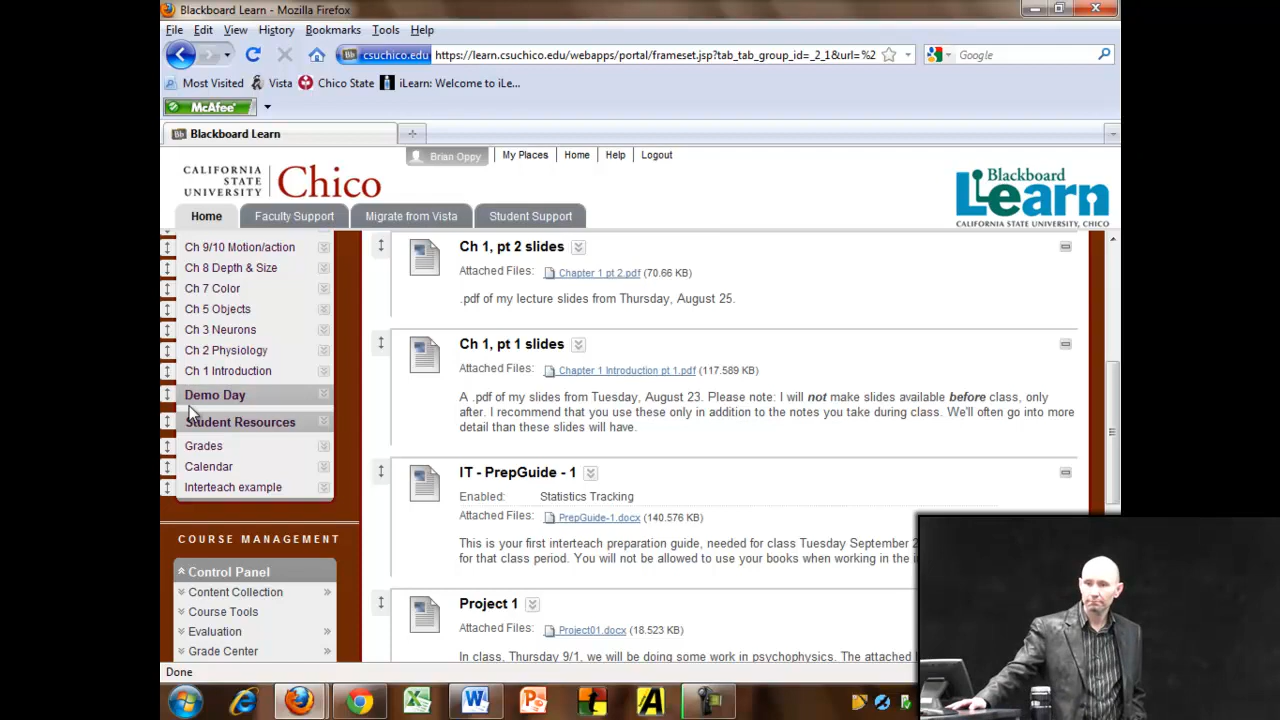 Blackboard Learn - Mozilla Firefox
File Edit View History Bookmarks Tools Help
csuchico.edu https://learn.csuchico.edu/webapps/portal/frameset.jsp?tab_tab_group_id=_2_1&url=%2
Google
Most Visited Vista Chico State iLearn: Welcome to iLe...
McAfee
Blackboard Learn
Brian Oppy My Places Home Help Logout
CALIFORNIA
STATE
UNIVERSITY
Chico
Blackboard
Learn
CALIFORNIA STATE UNIVERSITY, CHICO
Home Faculty Support Migrate from Vista Student Support
Ch 9/10 Motion/action
Ch 8 Depth & Size
Ch 7 Color
Ch 5 Objects
Ch 3 Neurons
Ch 2 Physiology
Ch 1 Introduction
Demo Day
Student Resources
Grades
Calendar
Interteach example
COURSE MANAGEMENT
Control Panel
Content Collection
Course Tools
Evaluation
Grade Center
Ch 1, pt 2 slides
Attached Files: Chapter 1 pt 2.pdf (70.66 KB)
.pdf of my lecture slides from Thursday, August 25.
Ch 1, pt 1 slides
Attached Files: Chapter 1 Introduction pt 1.pdf (117.589 KB)
A .pdf of my slides from Tuesday, August 23. Please note: I will not make slides available before class, only
after. I recommend that you use these only in addition to the notes you take during class. We'll often go into more
detail than these slides will have.
IT - PrepGuide - 1
Enabled: Statistics Tracking
Attached Files: PrepGuide-1.docx (140.576 KB)
This is your first interteach preparation guide, needed for class Tuesday September
for that class period. You will not be allowed to use your books when working in the
Project 1
Attached Files: Project01.docx (18.523 KB)
In class, Thursday 9/1, we will be doing some work in psychophysics. The attached
Done